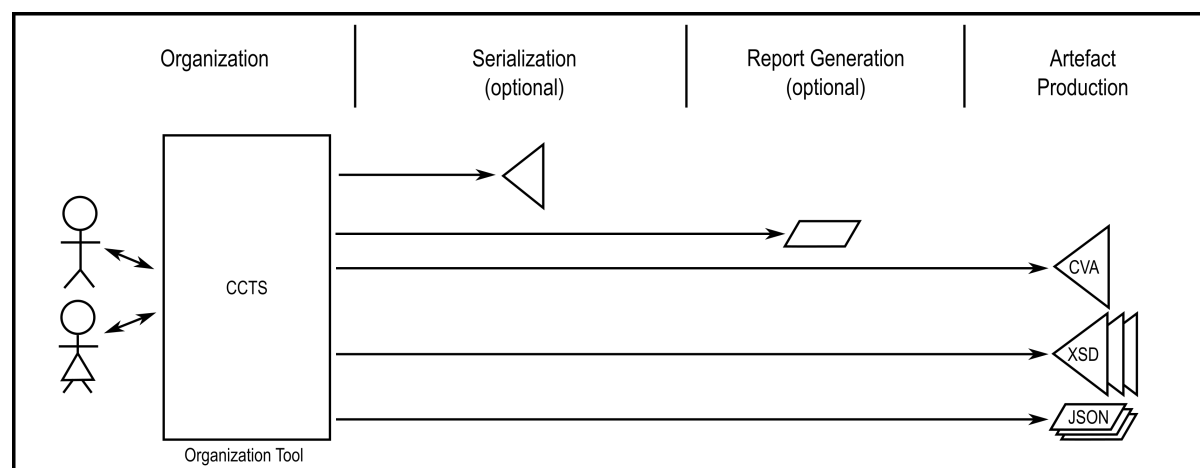 Organization
Serialization
(optional)
Report Generation
(optional)
Artefact
Production
CCTS
CVA
XSD
JSON
Organization Tool